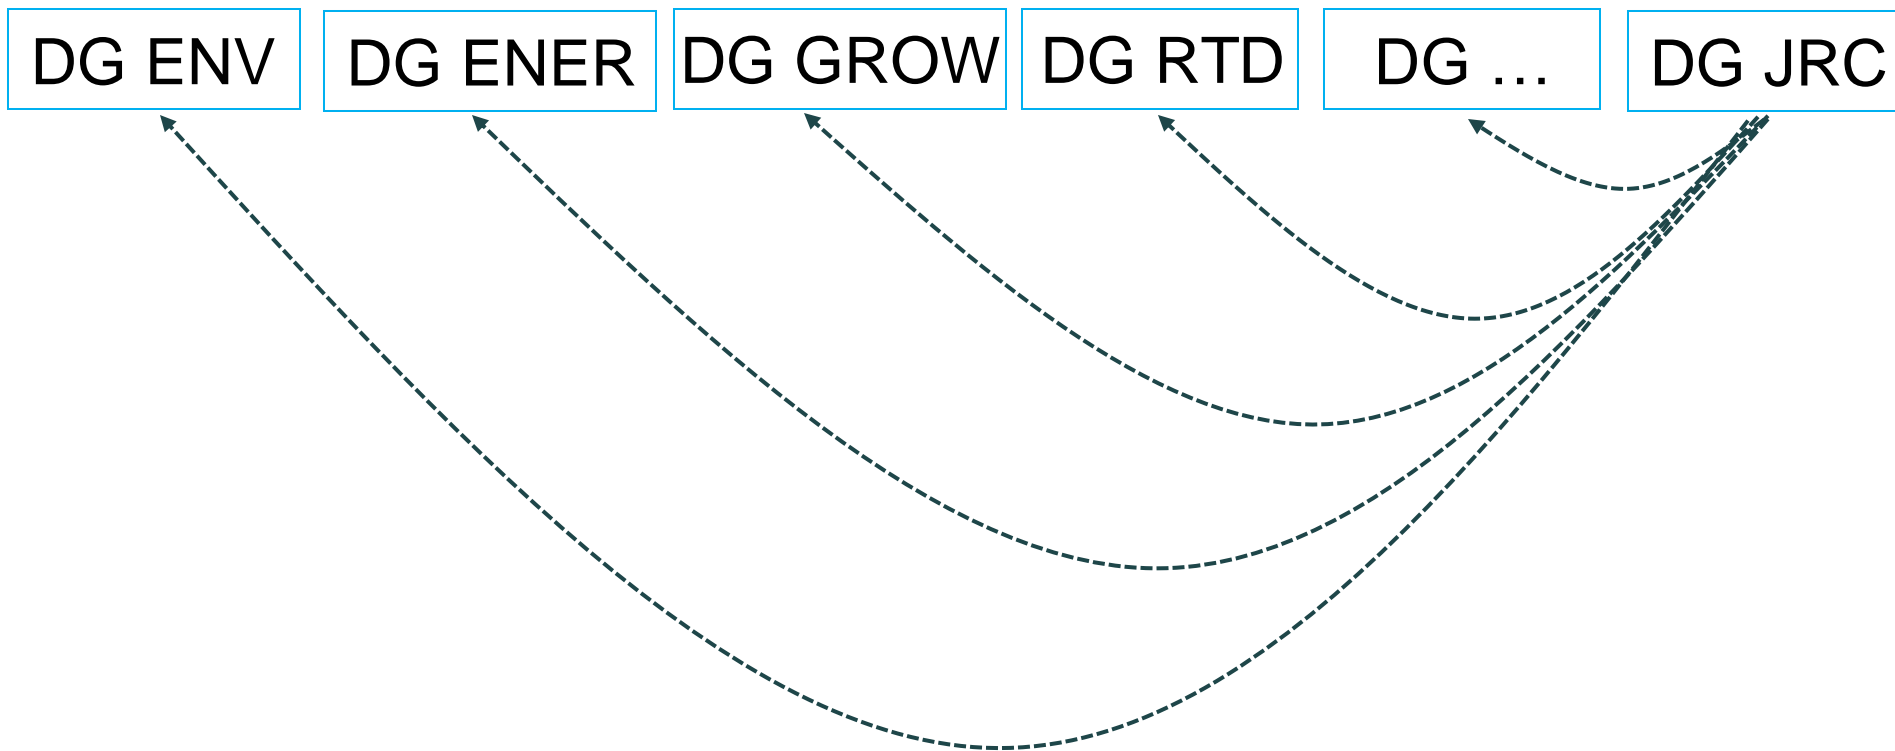 DG ENV
DG ENER
DG GROW
DG RTD
DG ...
DG JRC